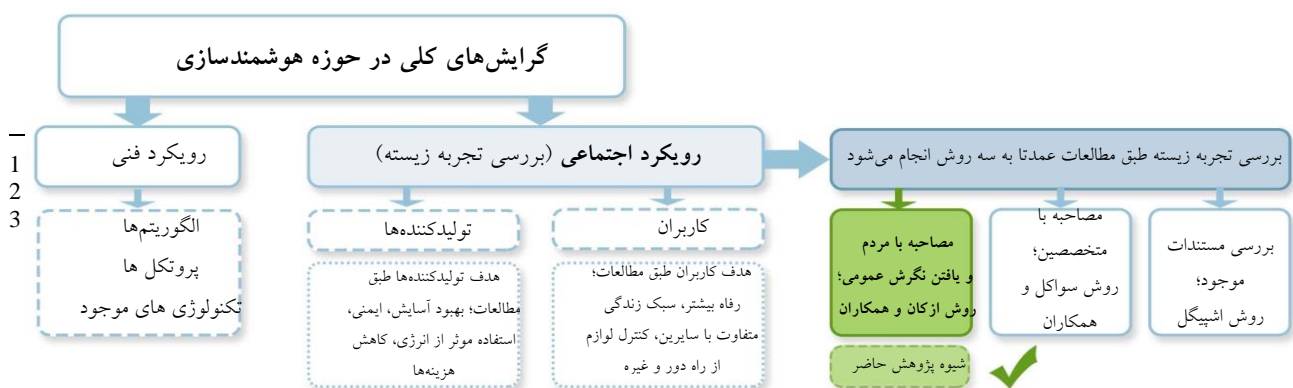 گرایش‌های کلی در حوزه هوشمندسازی
رویکرد فنی
رویکرد اجتماعی (بررسی تجربه زیسته)
بررسی تجربه زیسته طبق مطالعات عمدتا به سه روش انجام می‌شود
–
1
2
3
الگوریتم‌ها
پروتکل ها
تکنولوژی های موجود
تولیدکننده‌ها
هدف تولیدکننده‌ها طبق
مطالعات؛ بهبود آسایش، ایمنی،
استفاده موثر از انرژی، کاهش
هزینه‌ها
کاربران
هدف کاربران طبق مطالعات؛
رفاه بیشتر، سبک زندگی
متفاوت با سایرین، کنترل لوازم
از راه دور و غیره
مصاحبه با مردم
و یافتن نگرش عمومی؛
روش ازکان و همکاران
شیوه پژوهش حاضر
مصاحبه با
متخصصین؛
روش سواکل و
همکاران
بررسی مستندات
موجود؛
روش اشپیگل